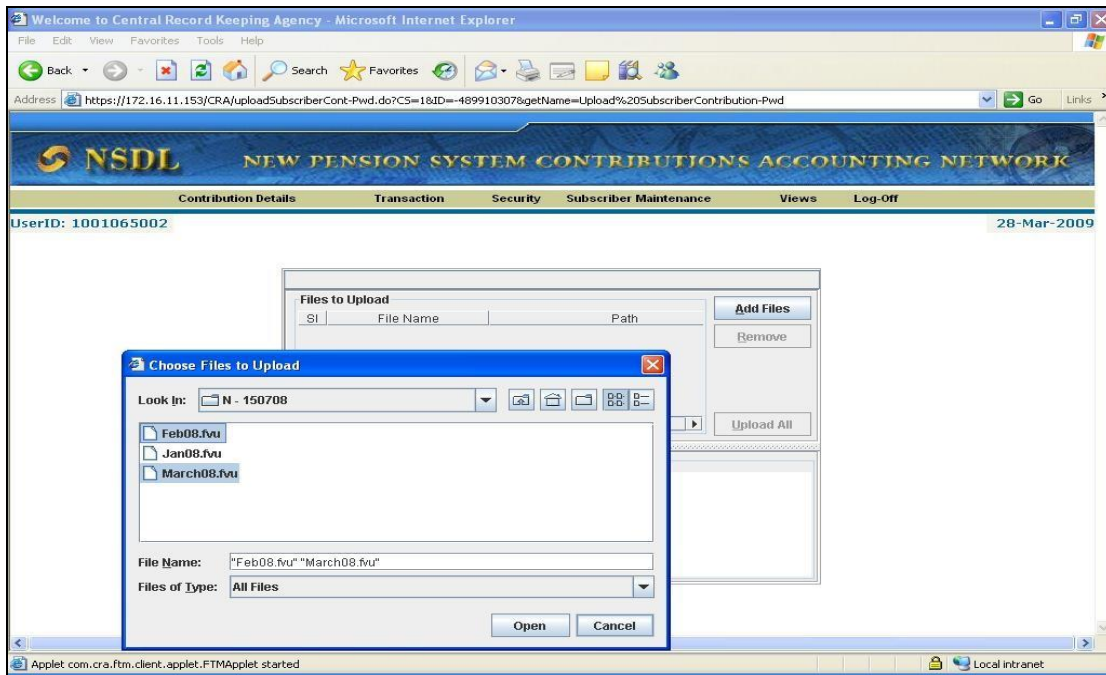 Welcome to Central Record Keeping Agency - Microsoft Internet Explorer
File Edit View Favorites Tools Help
Back Search Favorites
Address https://172.16.11.153/CRA/uploadSubscriberCont-Pwd.do?CS=1&ID=-489910307&getName=Upload%20SubscriberContribution-Pwd Go Links
NSDL NEW PENSION SYSTEM CONTRIBUTIONS ACCOUNTING NETWORK
Contribution Details Transaction Security Subscriber Maintenance Views Log-Off
UserID: 1001065002 28-Mar-2009
Files to Upload
Sl File Name Path
Add Files
Remove
Upload All
Choose Files to Upload
Look In: N - 150708
Feb08.fvu
Jan08.fvu
March08.fvu
File Name: "Feb08.fvu" "March08.fvu"
Files of Type: All Files
Open Cancel
Applet com.cra.ftm.client.applet.FTMApplet started Local intranet